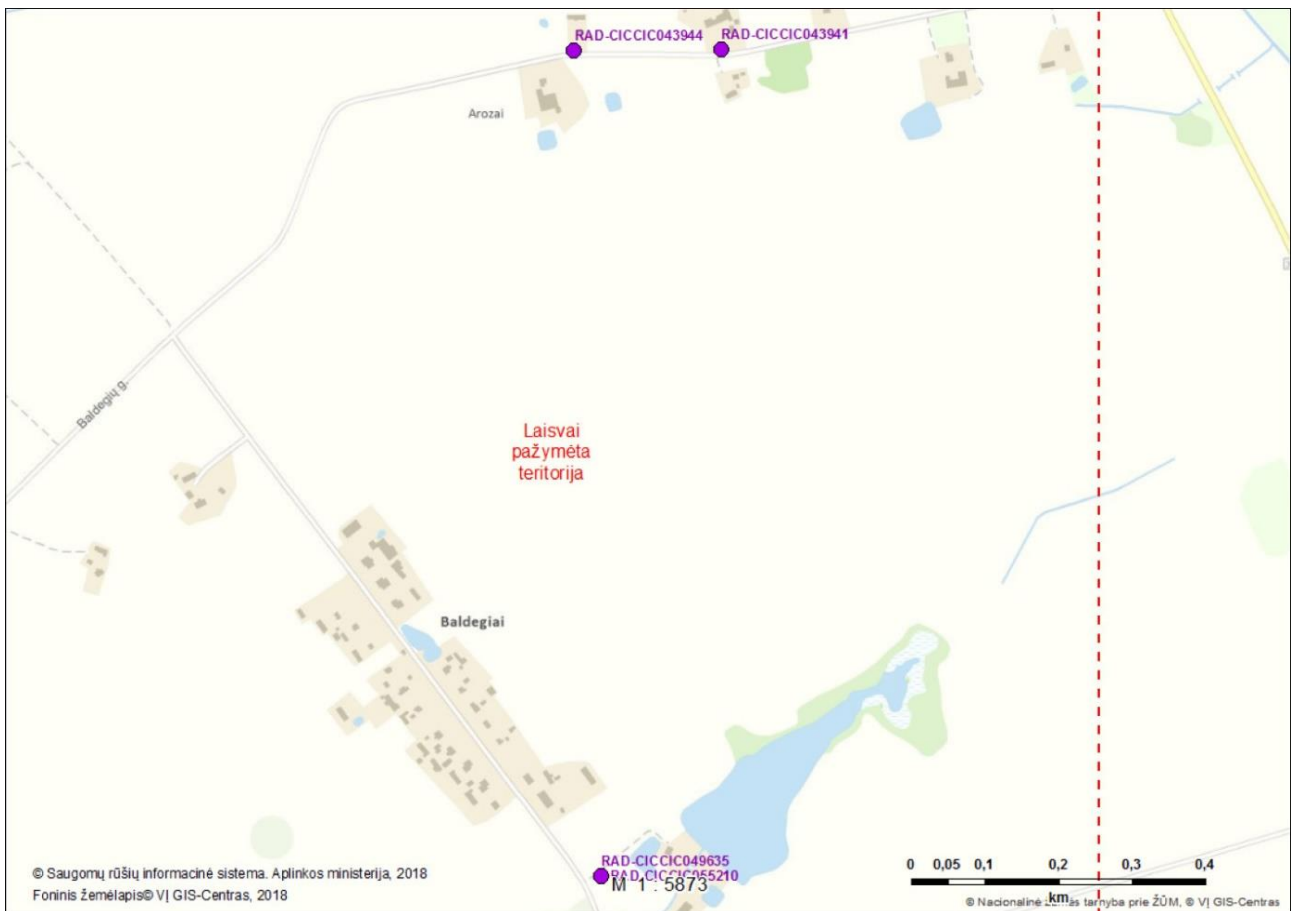 RAD-CICCIC043944
RAD-CICCIC043941
Arozai
Baldegių g.
Laisvai
pažymėta
teritorija
Baldegiai
RAD-CICCIC049635
RAD-CICCIC055210
M 1 : 5873
0 0,05 0,1 0,2 0,3 0,4
km
© Saugomų rūšių informacinė sistema. Aplinkos ministerija, 2018
Foninis žemėlapis© VĮ GIS-Centras, 2018
© Nacionalinė žemės tarnyba prie ŽŪM, © VĮ GIS-Centras